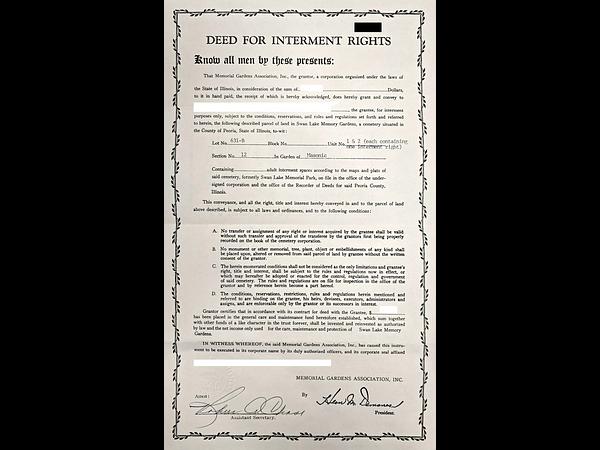 DEED FOR INTERMENT RIGHTS
Know all men by these presents:
That Memorial Gardens Association, Inc., the grantor, a corporation organized under the laws of
the State of Illinois, in consideration of the sum of Dollars,
to it in hand paid, the receipt of which is hereby acknowledged, does hereby grant and convey to
, the grantee, for interment
purposes only, subject to the conditions, reservations, and rules and regulations set forth and referred
to herein, the following described parcel of land in Swan Lake Memory Gardens, a cemetery situated in
the County of Peoria, State of Illinois, to-wit:
Lot No. 631-B Block No. Unit No. 1 & 2 (each containing
one interment right)
Section No. 12 In Garden of Masonic
Containing adult interment spaces according to the maps and plats of
said cemetery, formerly Swan Lake Memorial Park, on file in the office of the under-
signed corporation and the office of the Recorder of Deeds for said Peoria County,
Illinois.
This conveyance, and all the right, title and interest hereby conveyed in and to the parcel of land
above described, is subject to all laws and ordinances, and to the following conditions:
A. No transfer or assignment of any right or interest acquired by the grantee shall be valid
without such transfer and approval of the transferee by the grantors first being properly
recorded on the book of the cemetery corporation.
B. No monument or other memorial, tree, plant, object or embellishments of any kind shall
be placed upon, altered or removed from said parcel of land by grantee without the written
consent of the grantor.
C. The herein enumerated conditions shall not be considered as the only limitations and grantee's
right, title and interest, shall be subject to the rules and regulations now in effect, or
which may hereafter be adopted or enacted for the control, regulation and government
of said cemetery. The rules and regulations are on file for inspection in the office of the
grantor and by reference herein become a part hereof.
D. The conditions, reservations, restrictions, rules and regulations herein mentioned and
referred to are binding on the grantee, his heirs, devisees, executors, administrators and
assigns, and are enforceable only by the grantor or its successors in interest.
Grantor certifies that in accordance with its contract for deed with the Grantee, $
has been placed in the general care and maintenance fund heretofore established, which sum together
with other funds of a like character in the trust forever, shall be invested and reinvested as authorized
by law and the net income only used for the care, maintenance and protection of Swan Lake Memory
Gardens.
IN WITNESS WHEREOF, the said Memorial Gardens Association, Inc., has caused this instru-
ment to be executed in its corporate name by its duly authorized officers, and its corporate seal affixed
MEMORIAL GARDENS ASSOCIATION, INC.
Attest: By
Assistant Secretary. President.